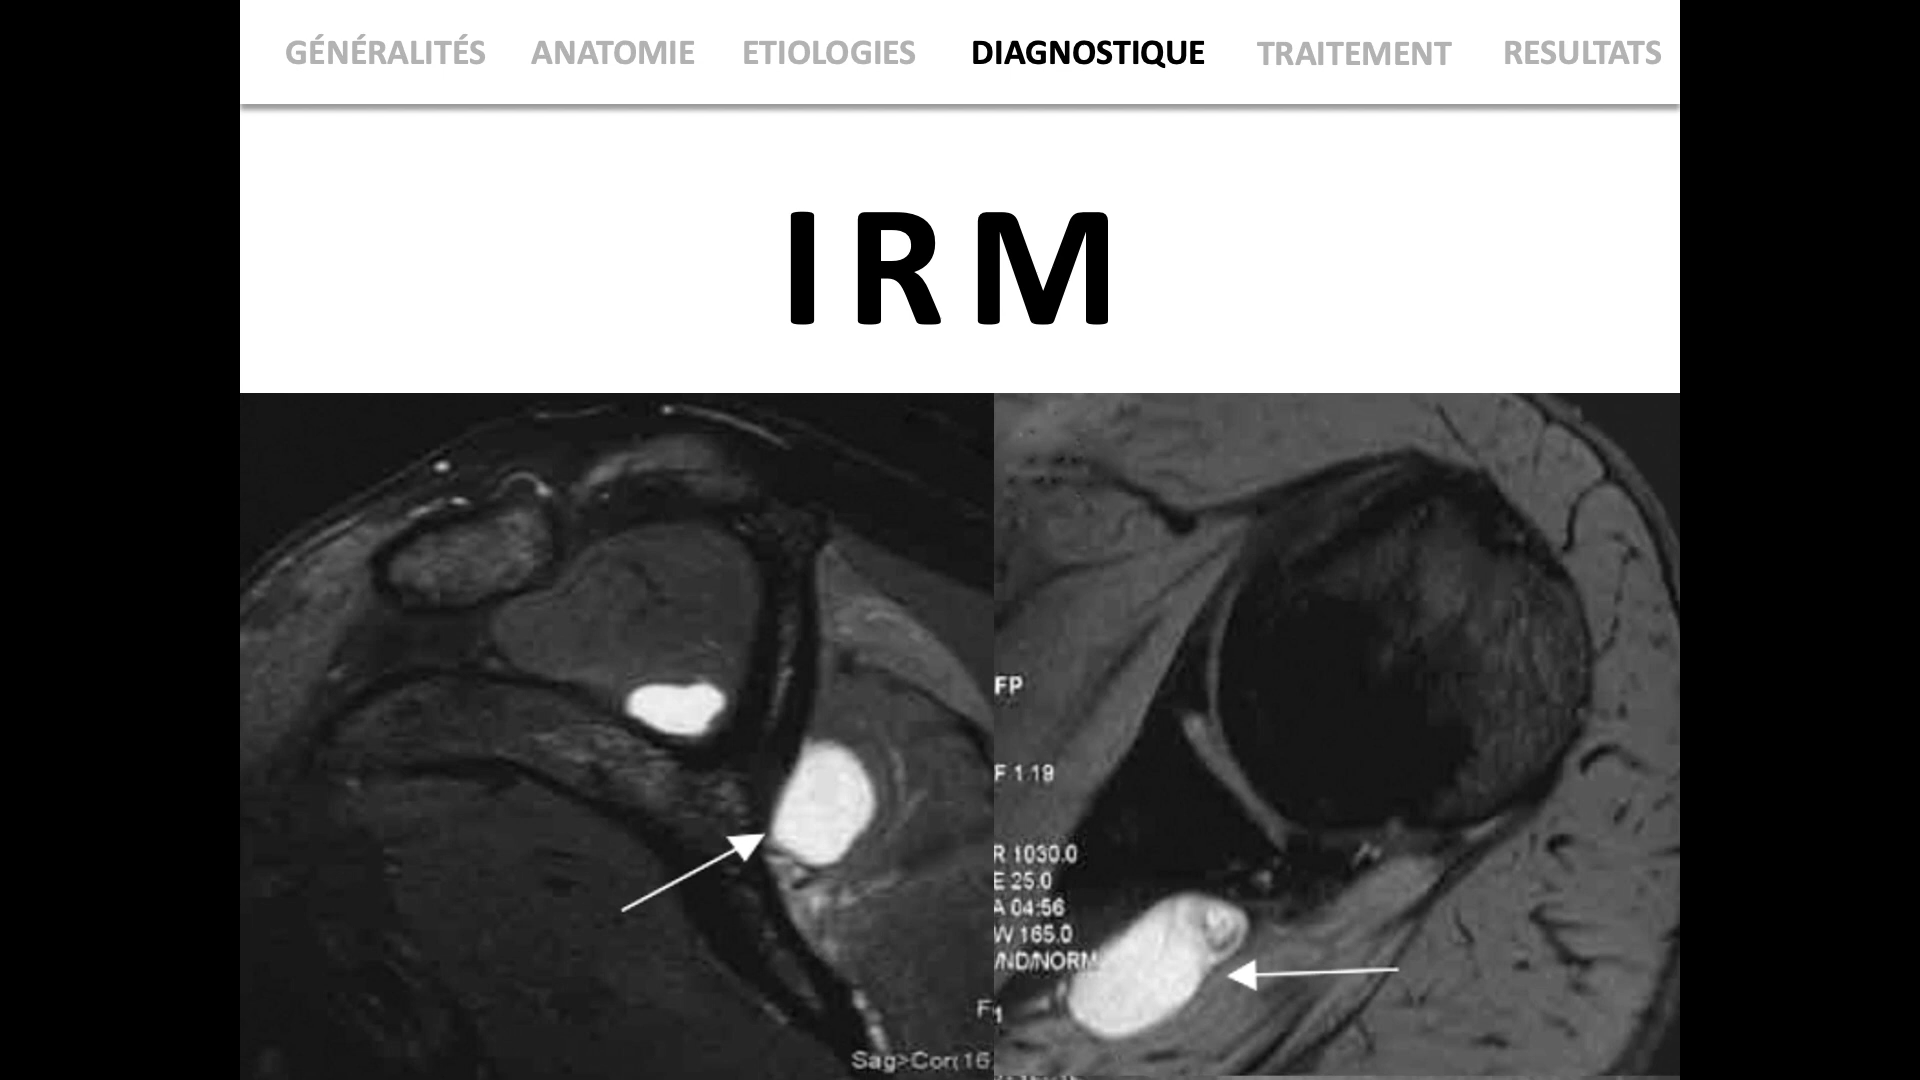 GÉNÉRALITÉS ANATOMIE ETIOLOGIES DIAGNOSTIQUE TRAITEMENT RESULTATS
IRM
FP
F 1.19
R 1030.0
E 25.0
A 04:56
W 165.0
/ND/NORM
Sag>Cor(16